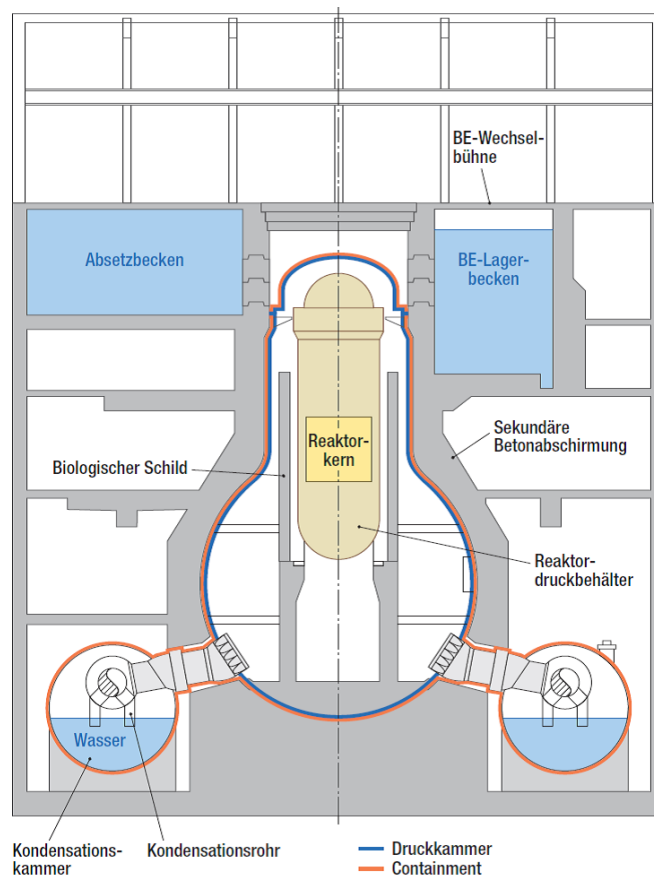 BE-Wechsel-
bühne
Absetzbecken
BE-Lager-
becken
Reaktor-
kern
Sekundäre
Betonabschirmung
Biologischer Schild
Reaktor-
druckbehälter
Wasser
Kondensations-
kammer
Kondensationsrohr
Druckkammer
Containment